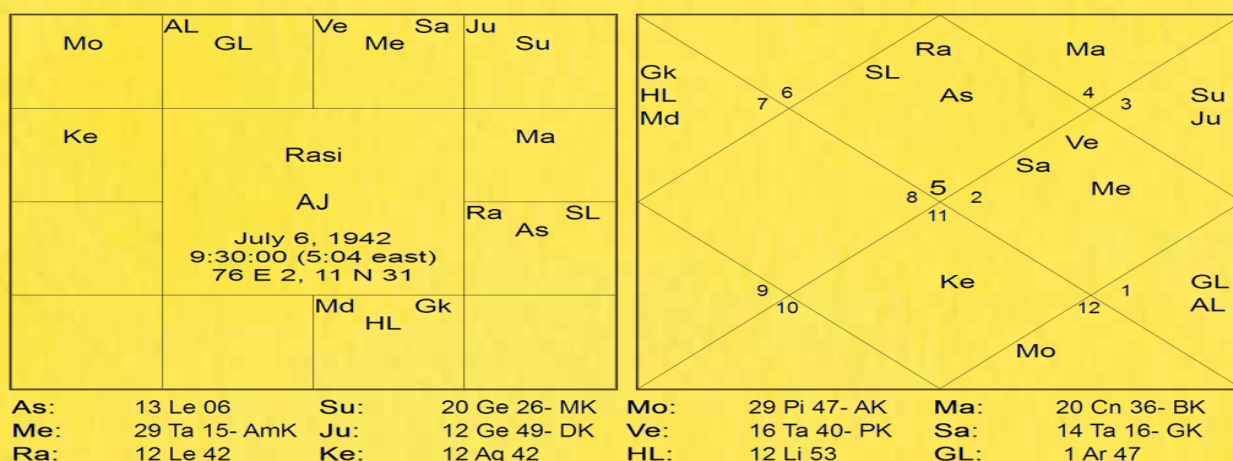 Mo
AL GL
Ve Sa Me
Ju Su
Ke
Ma
Rasi
AJ
July 6, 1942
9:30:00 (5:04 east)
76 E 2, 11 N 31
Ra SL As
Md Gk HL
Ra
SL
As
Ma
Gk
HL
Md
6
7
4
3
Su
Ju
Ve
Sa
Me
5
8 2
11
Ke
9
10
1
12
GL
AL
Mo
As: 13 Le 06 Su: 20 Ge 26- MK Mo: 29 Pi 47- AK Ma: 20 Cn 36- BK
Me: 29 Ta 15- AmK Ju: 12 Ge 49- DK Ve: 16 Ta 40- PK Sa: 14 Ta 16- GK
Ra: 12 Le 42 Ke: 12 Aq 42 HL: 12 Li 53 GL: 1 Ar 47